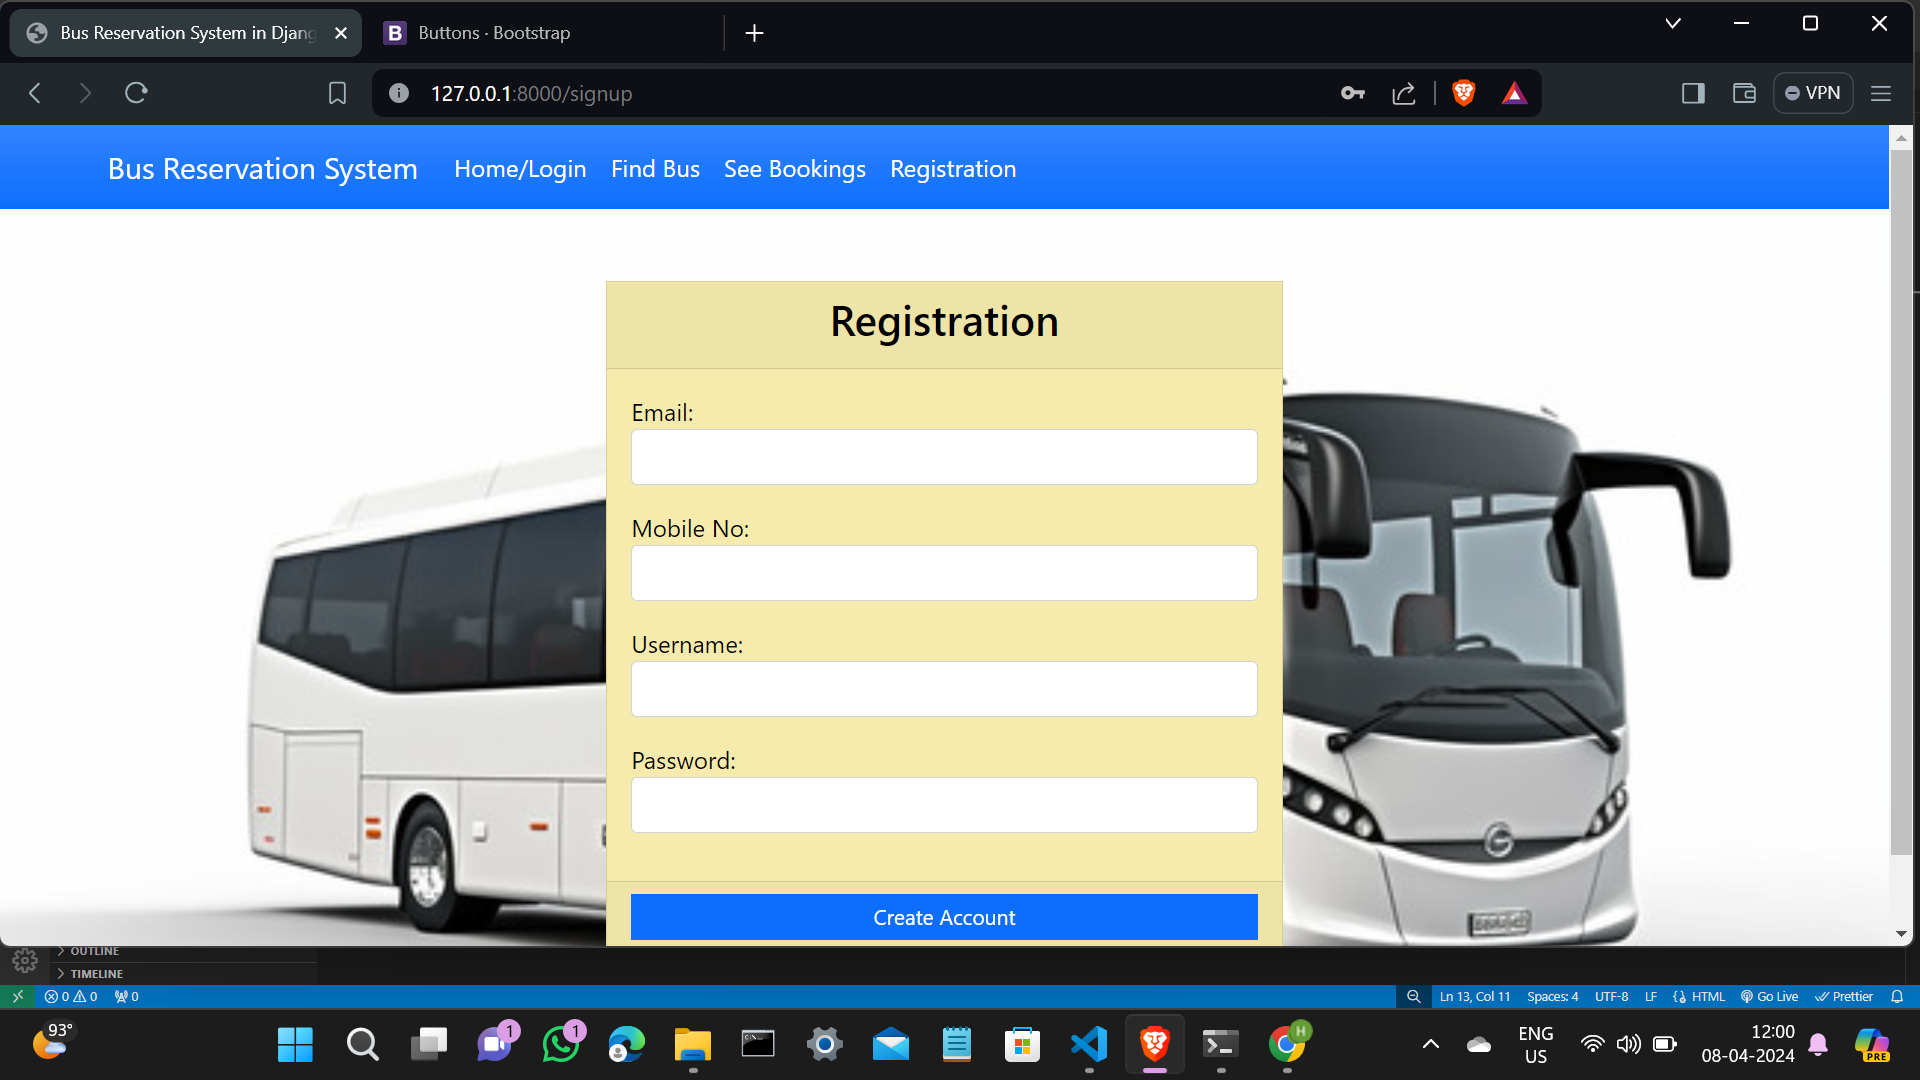 Bus Reservation System in Djang
Buttons · Bootstrap
127.0.0.1:8000/signup
VPN
Bus Reservation System
Home/Login
Find Bus
See Bookings
Registration
Registration
Email:
Mobile No:
Username:
Password:
Create Account
OUTLINE
TIMELINE
0 0 0
Ln 13, Col 11
Spaces: 4
UTF-8
LF
HTML
Go Live
Prettier
93°
1
1
H
ENG
US
12:00
08-04-2024
PRE